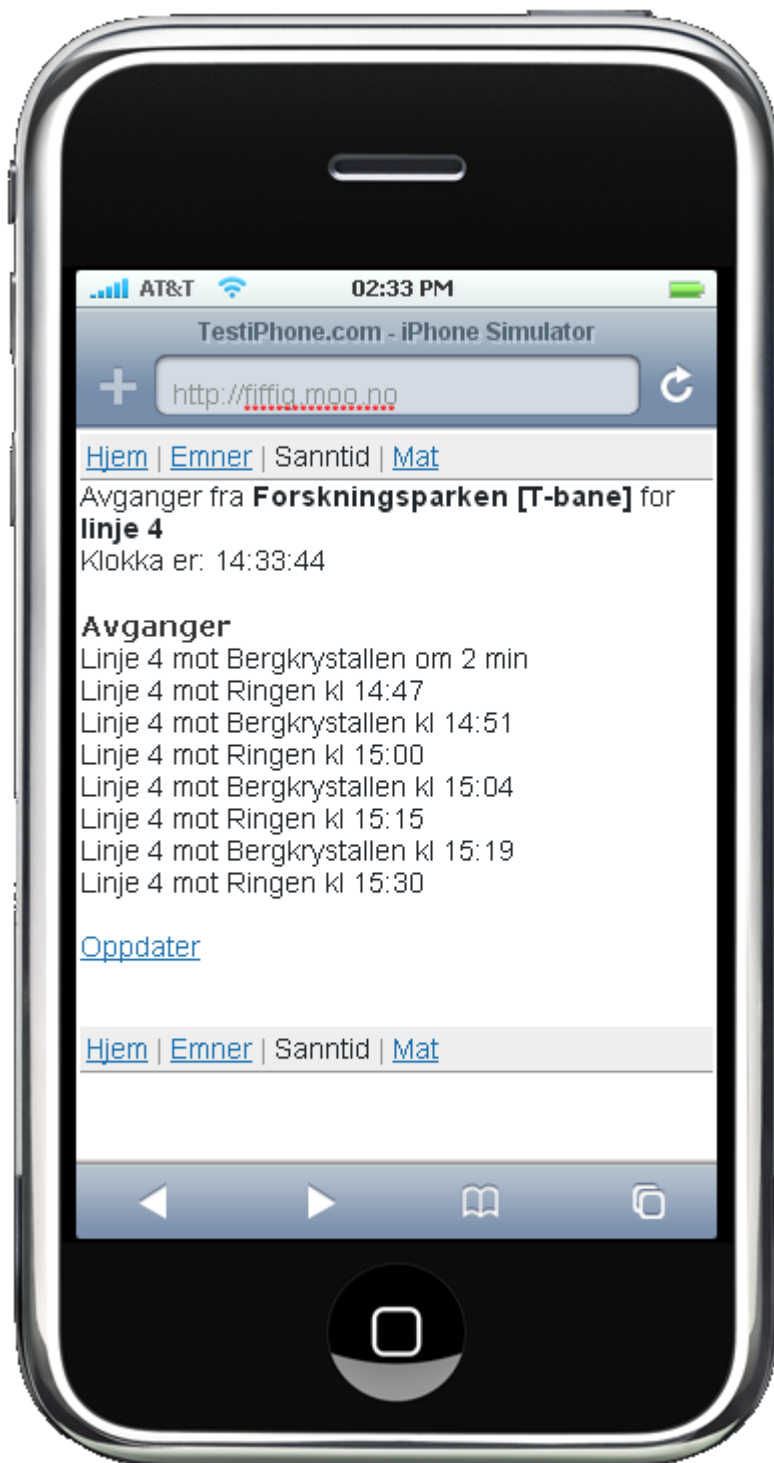 AT&T 02:33 PM
TestiPhone.com - iPhone Simulator
http://fiffig.moo.no
Hjem | Emner | Sanntid | Mat
Avganger fra Forskningsparken [T-bane] for
linje 4
Klokka er: 14:33:44
Avganger
Linje 4 mot Bergkrystallen om 2 min
Linje 4 mot Ringen kl 14:47
Linje 4 mot Bergkrystallen kl 14:51
Linje 4 mot Ringen kl 15:00
Linje 4 mot Bergkrystallen kl 15:04
Linje 4 mot Ringen kl 15:15
Linje 4 mot Bergkrystallen kl 15:19
Linje 4 mot Ringen kl 15:30
Oppdater
Hjem | Emner | Sanntid | Mat